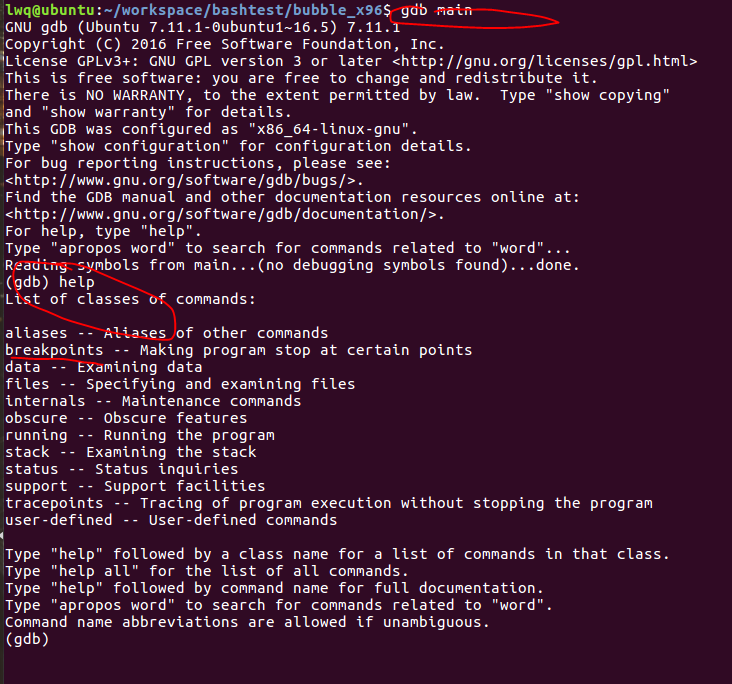 lwq@ubuntu:~/workspace/bashtest/bubble_x96$ gdb main
GNU gdb (Ubuntu 7.11.1-0ubuntu1~16.5) 7.11.1
Copyright (C) 2016 Free Software Foundation, Inc.
License GPLv3+: GNU GPL version 3 or later <http://gnu.org/licenses/gpl.html>
This is free software: you are free to change and redistribute it.
There is NO WARRANTY, to the extent permitted by law.  Type "show copying"
and "show warranty" for details.
This GDB was configured as "x86_64-linux-gnu".
Type "show configuration" for configuration details.
For bug reporting instructions, please see:
<http://www.gnu.org/software/gdb/bugs/>.
Find the GDB manual and other documentation resources online at:
<http://www.gnu.org/software/gdb/documentation/>.
For help, type "help".
Type "apropos word" to search for commands related to "word"...
Reading symbols from main...(no debugging symbols found)...done.
(gdb) help
List of classes of commands:

aliases -- Aliases of other commands
breakpoints -- Making program stop at certain points
data -- Examining data
files -- Specifying and examining files
internals -- Maintenance commands
obscure -- Obscure features
running -- Running the program
stack -- Examining the stack
status -- Status inquiries
support -- Support facilities
tracepoints -- Tracing of program execution without stopping the program
user-defined -- User-defined commands

Type "help" followed by a class name for a list of commands in that class.
Type "help all" for the list of all commands.
Type "help" followed by command name for full documentation.
Type "apropos word" to search for commands related to "word".
Command name abbreviations are allowed if unambiguous.
(gdb)